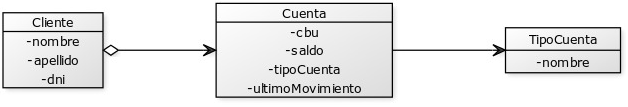 Cliente
-nombre
-apellido
-dni
Cuenta
-cbu
-saldo
-tipoCuenta
-ultimoMovimiento
TipoCuenta
-nombre